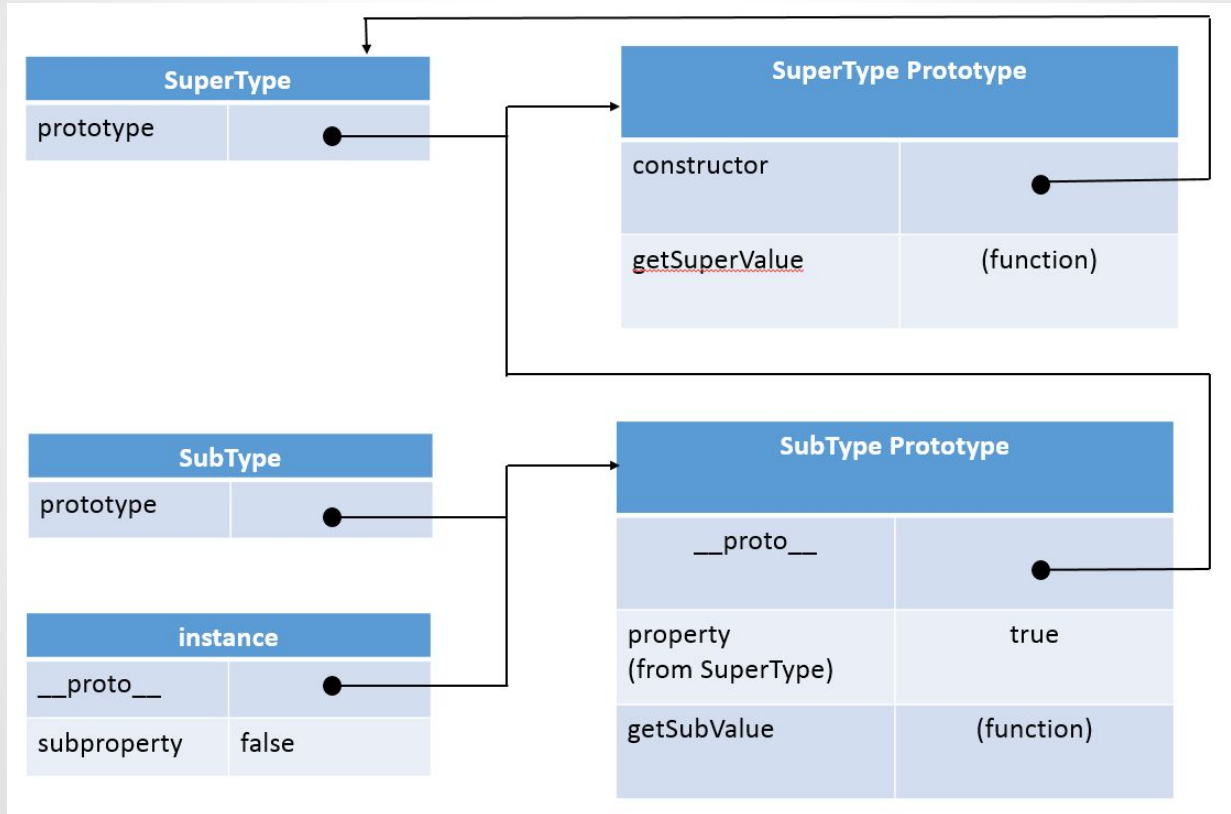 SuperType
prototype
SuperType Prototype
constructor
getSuperValue (function)
SubType
prototype
instance
__proto__
subproperty false
SubType Prototype
__proto__
property true
(from SuperType)
getSubValue (function)